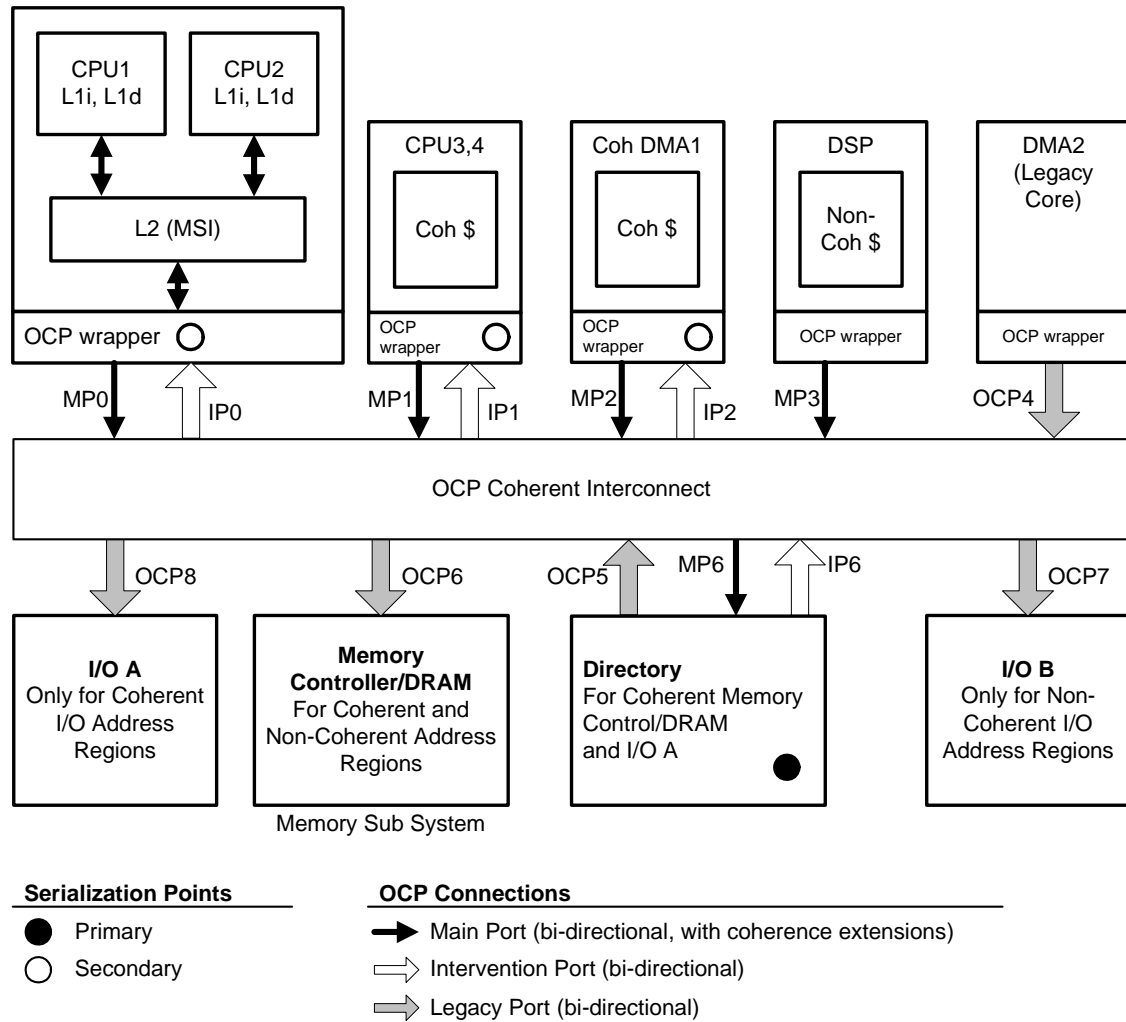 CPU1
L1i, L1d
CPU2
L1i, L1d
L2 (MSI)
OCP wrapper
CPU3,4
Coh $
OCP
wrapper
Coh DMA1
Coh $
OCP
wrapper
DSP
Non-
Coh $
OCP wrapper
DMA2
(Legacy
Core)
OCP wrapper
MP0
IP0
MP1
IP1
MP2
IP2
MP3
OCP4
OCP Coherent Interconnect
OCP8
OCP6
OCP5
MP6
IP6
OCP7
I/O A
Only for Coherent
I/O Address
Regions
Memory
Controller/DRAM
For Coherent and
Non-Coherent Address
Regions
Memory Sub System
Directory
For Coherent Memory
Control/DRAM
and I/O A
I/O B
Only for Non-
Coherent I/O
Address Regions
Serialization Points
Primary
Secondary
OCP Connections
Main Port (bi-directional, with coherence extensions)
Intervention Port (bi-directional)
Legacy Port (bi-directional)